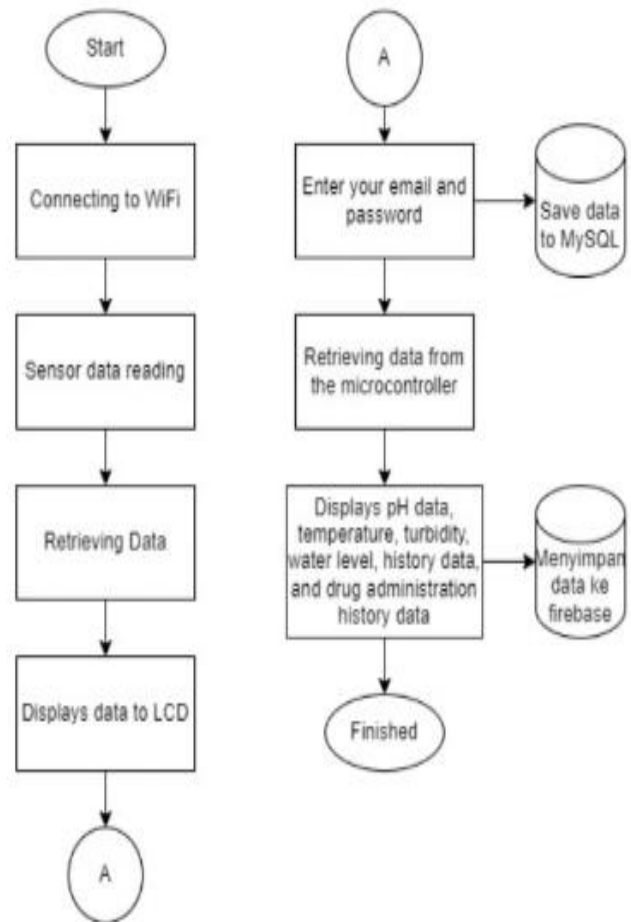 Start
Connecting to WiFi
Sensor data reading
Retrieving Data
Displays data to LCD
A
A
Enter your email and
password
Save data
to MySQL
Retrieving data from
the microcontroller
Displays pH data,
temperature, turbidity,
water level, history data,
and drug administration
history data
Menyimpan
data ke
firebase
Finished